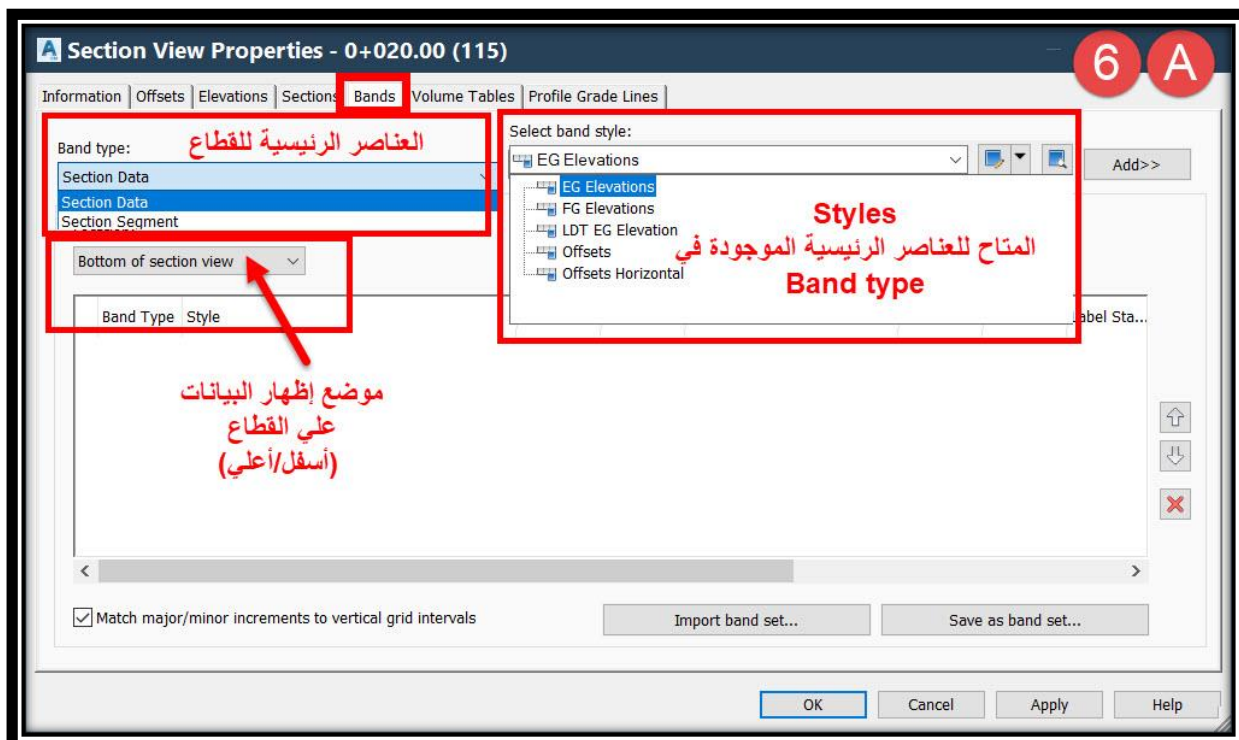 Section View Properties - 0+020.00 (115)
6 A
Information Offsets Elevations Sections Bands Volume Tables Profile Grade Lines
Band type:
العناصر الرئيسية للقطاع
Select band style:
Section Data
EG Elevations
Add>>
Section Data
Section Segment
EG Elevations
FG Elevations
LDT EG Elevation
Offsets
Offsets Horizontal
Styles
المتاح للعناصر الرئيسية الموجودة في
Band type
Bottom of section view
Band Type Style
Label Sta...
موضع إظهار البيانات
علي القطاع
(أسفل/أعلي)
Match major/minor increments to vertical grid intervals
Import band set...
Save as band set...
OK Cancel Apply Help